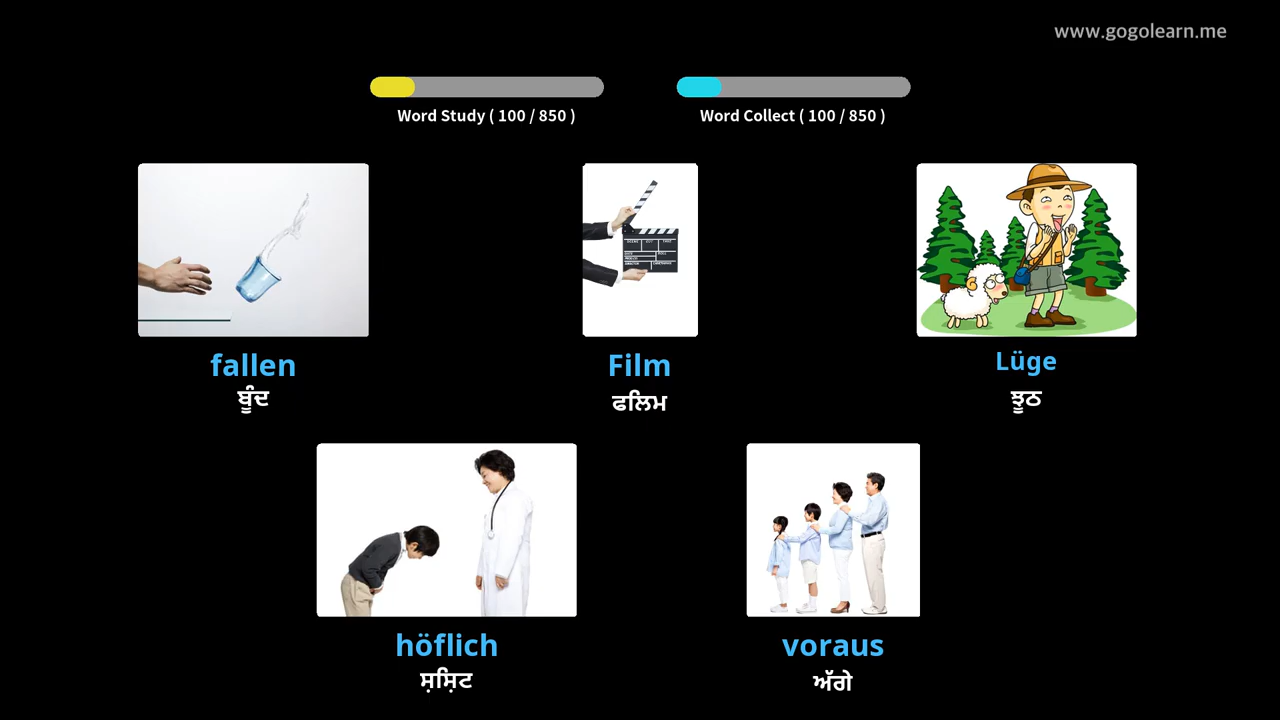 www.gogolearn.me
Word Study ( 100 / 850 )
Word Collect ( 100 / 850 )
fallen
ਬੂੰਦ
Film
ਫਲਿਮ
Lüge
ਝੂਠ
höflich
ਸ਼ਸ਼ਿਟ
voraus
ਅੱਗੇ